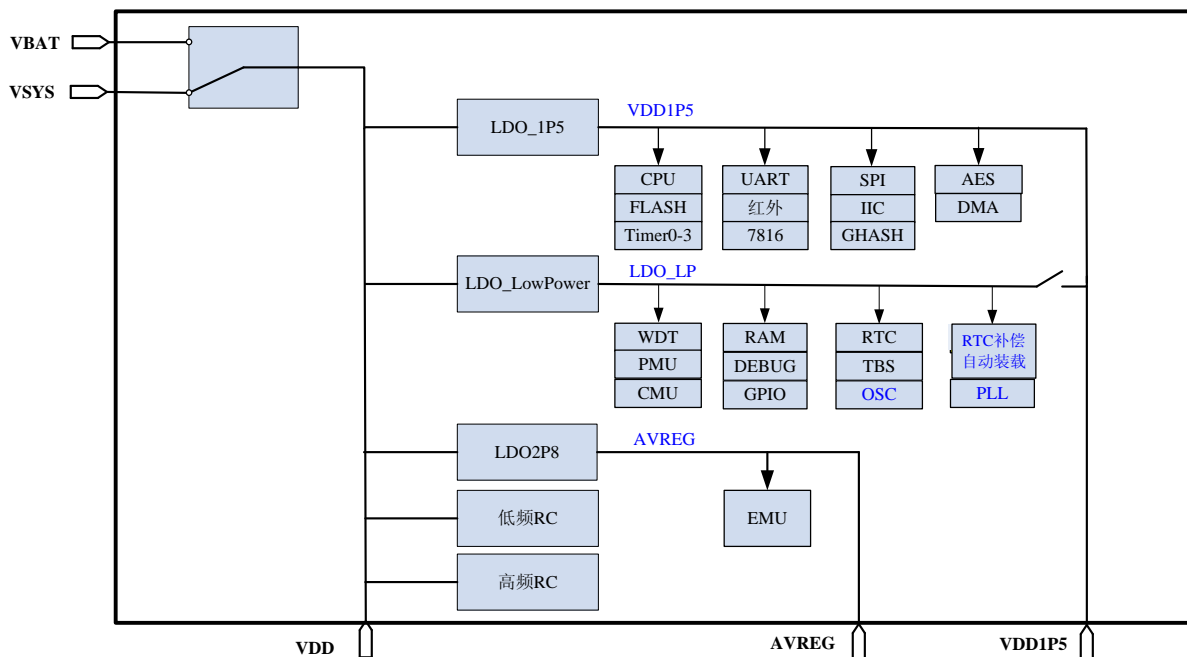 VBAT
VSYS
LDO_1P5
VDD1P5
CPU
FLASH
Timer0-3
UART
红外
7816
SPI
IIC
GHASH
AES
DMA
LDO_LowPower
LDO_LP
WDT
PMU
CMU
RAM
DEBUG
GPIO
RTC
TBS
OSC
RTC补偿
自动装载
PLL
LDO2P8
AVREG
EMU
低频RC
高频RC
VDD
AVREG
VDD1P5